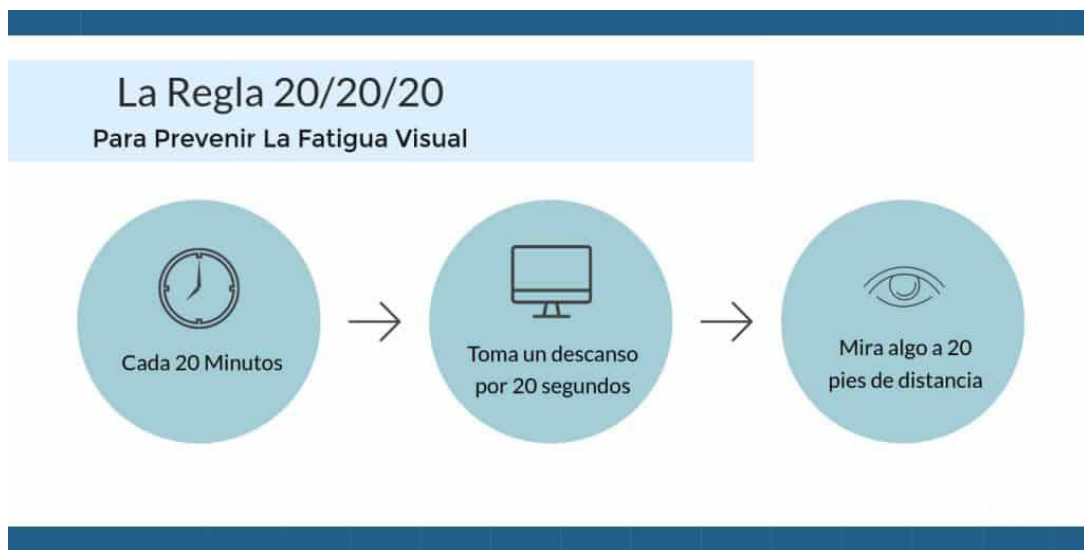 La Regla 20/20/20
Para Prevenir La Fatiga Visual
Cada 20 Minutos
Toma un descanso
por 20 segundos
Mira algo a 20
pies de distancia